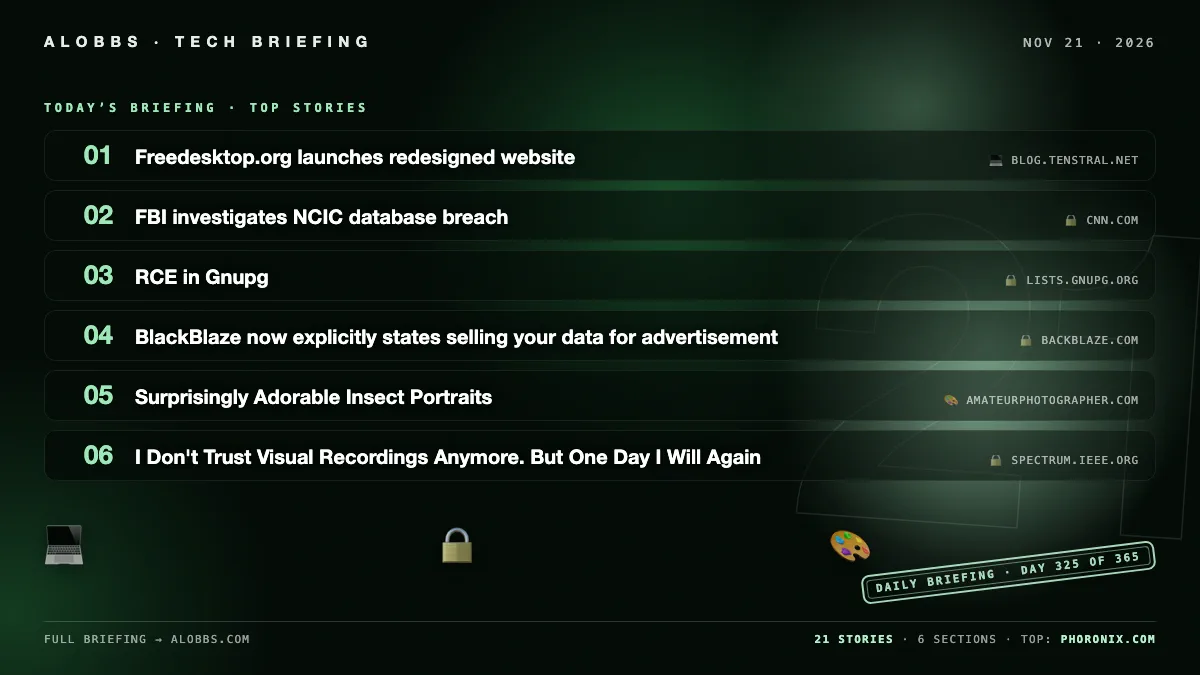 ALOBBS · TECH BRIEFING
NOV 21 · 2026
TODAY’S BRIEFING · TOP STORIES
01 Freedesktop.org launches redesigned website BLOG.TENSTRAL.NET
02 FBI investigates NCIC database breach CNN.COM
03 RCE in Gnupg LISTS.GNUPG.ORG
04 BlackBlaze now explicitly states selling your data for advertisement BACKBLAZE.COM
05 Surprisingly Adorable Insect Portraits AMATEURPHOTOGRAPHER.COM
06 I Don't Trust Visual Recordings Anymore. But One Day I Will Again SPECTRUM.IEEE.ORG
21
DAILY BRIEFING · DAY 325 OF 365
FULL BRIEFING → ALOBBS.COM
21 STORIES · 6 SECTIONS · TOP: PHORONIX.COM